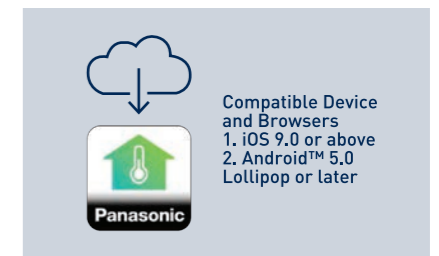 Compatible Device
and Browsers
1. iOS 9.0 or above
2. Android™ 5.0
Lollipop or later
Panasonic